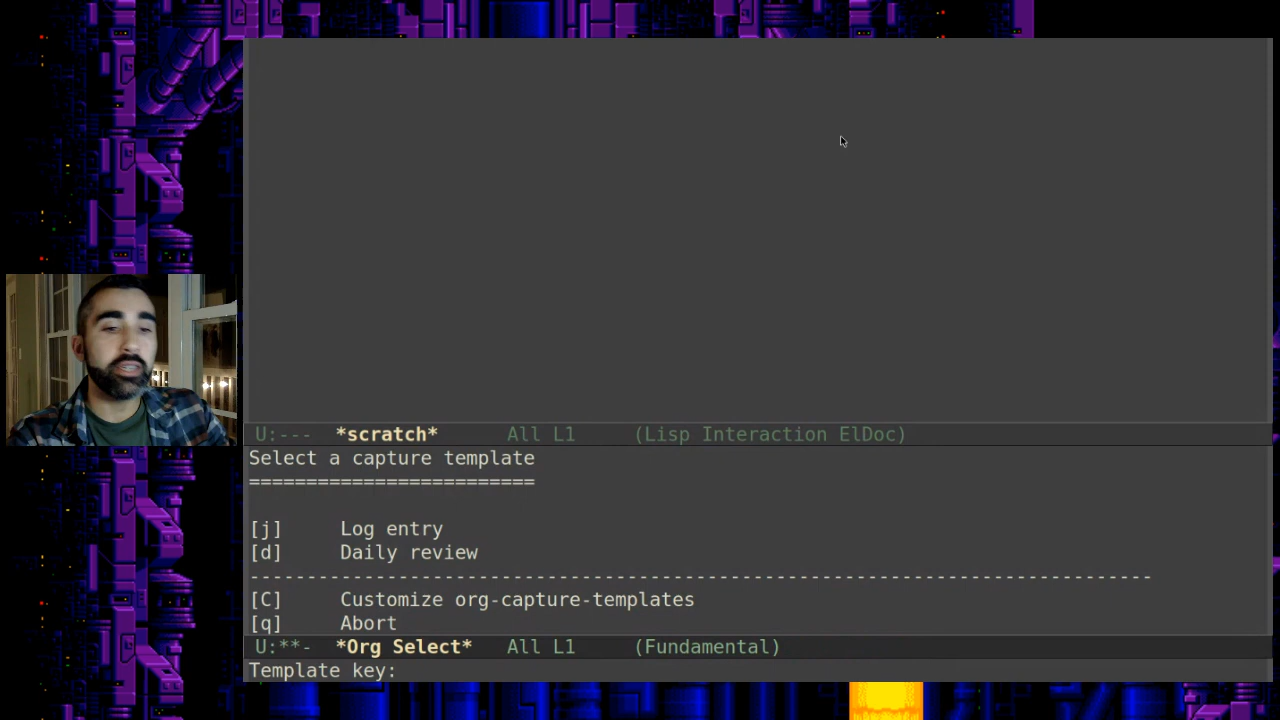 U:--- *scratch* All L1 (Lisp Interaction ElDoc)
Select a capture template
=========================
[j] Log entry
[d] Daily review
-------------------------------------------------------------------------------
[C] Customize org-capture-templates
[q] Abort
U:**- *Org Select* All L1 (Fundamental)
Template key: